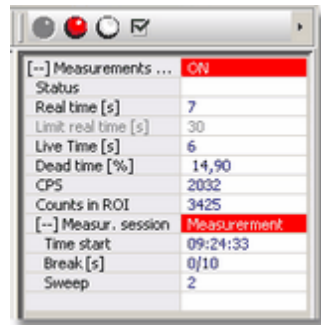 [--] Measurements ... ON
Status
Real time [s] 7
Limit real time [s] 30
Live Time [s] 6
Dead time [%] 14,90
CPS 2032
Counts in ROI 3425
[--] Measur. session Measurerment
Time start 09:24:33
Break [s] 0/10
Sweep 2